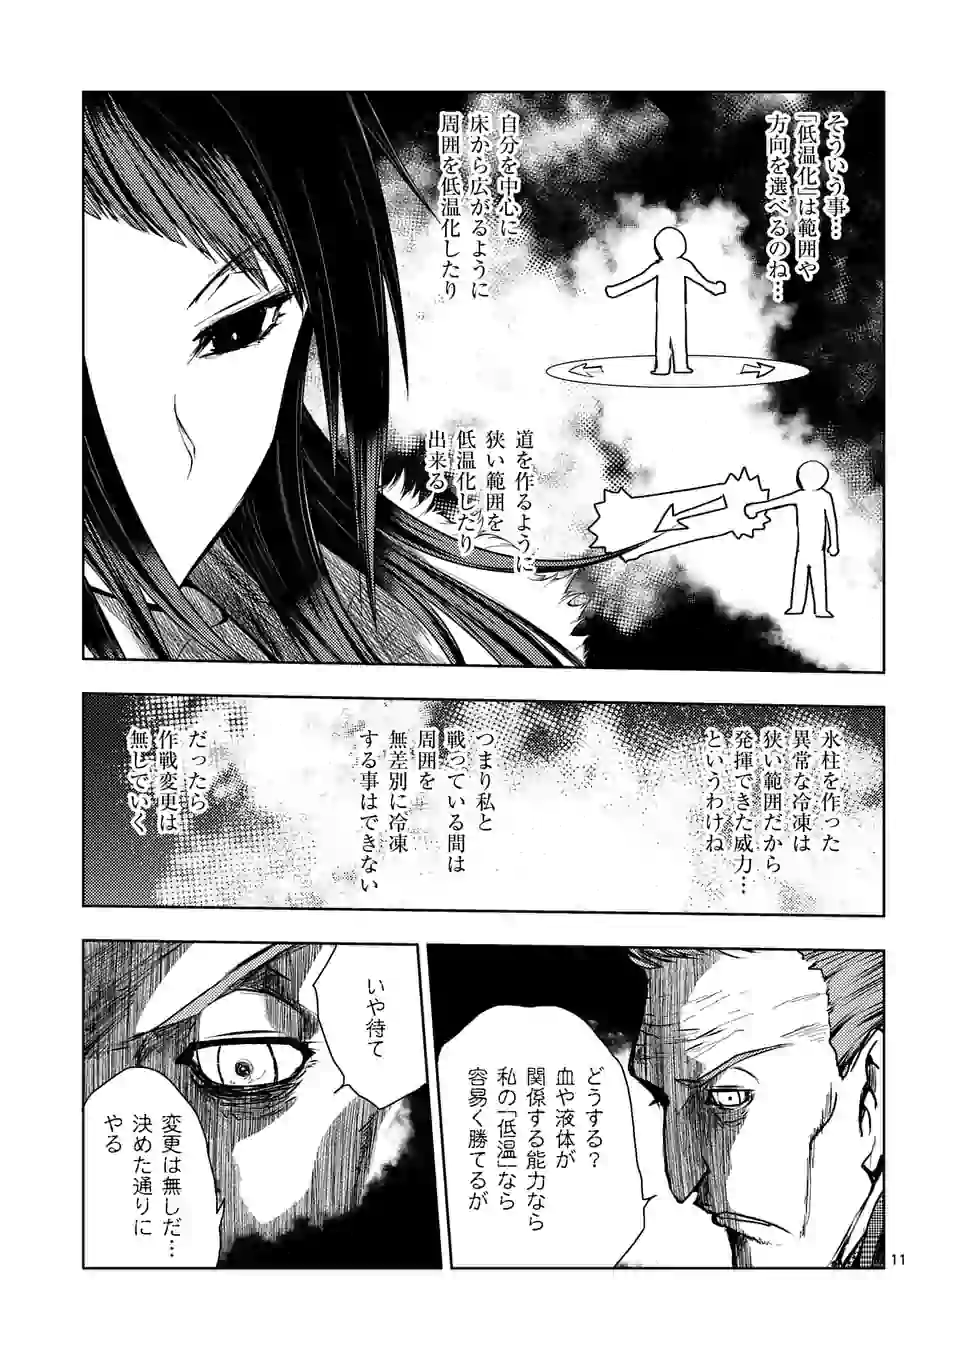 そういう事…
『低温化』は範囲や
方向を選べるのね…
自分を中心に
床から広がるように
周囲を低温化したり
道を作るように
狭い範囲を
低温化したり
出来る
氷柱を作った
異常な冷凍は
狭い範囲だから
発揮できた威力…
というわけね
つまり私と
戦っている間は
周囲を
無差別に冷凍
する事はできない
だったら
作戦変更は
無しでいく
どうする?
血や液体が
関係する能力なら
私の「低温」なら
容易く勝てるが
いや待て
変更は無しだ…
決めた通りに
やる
11